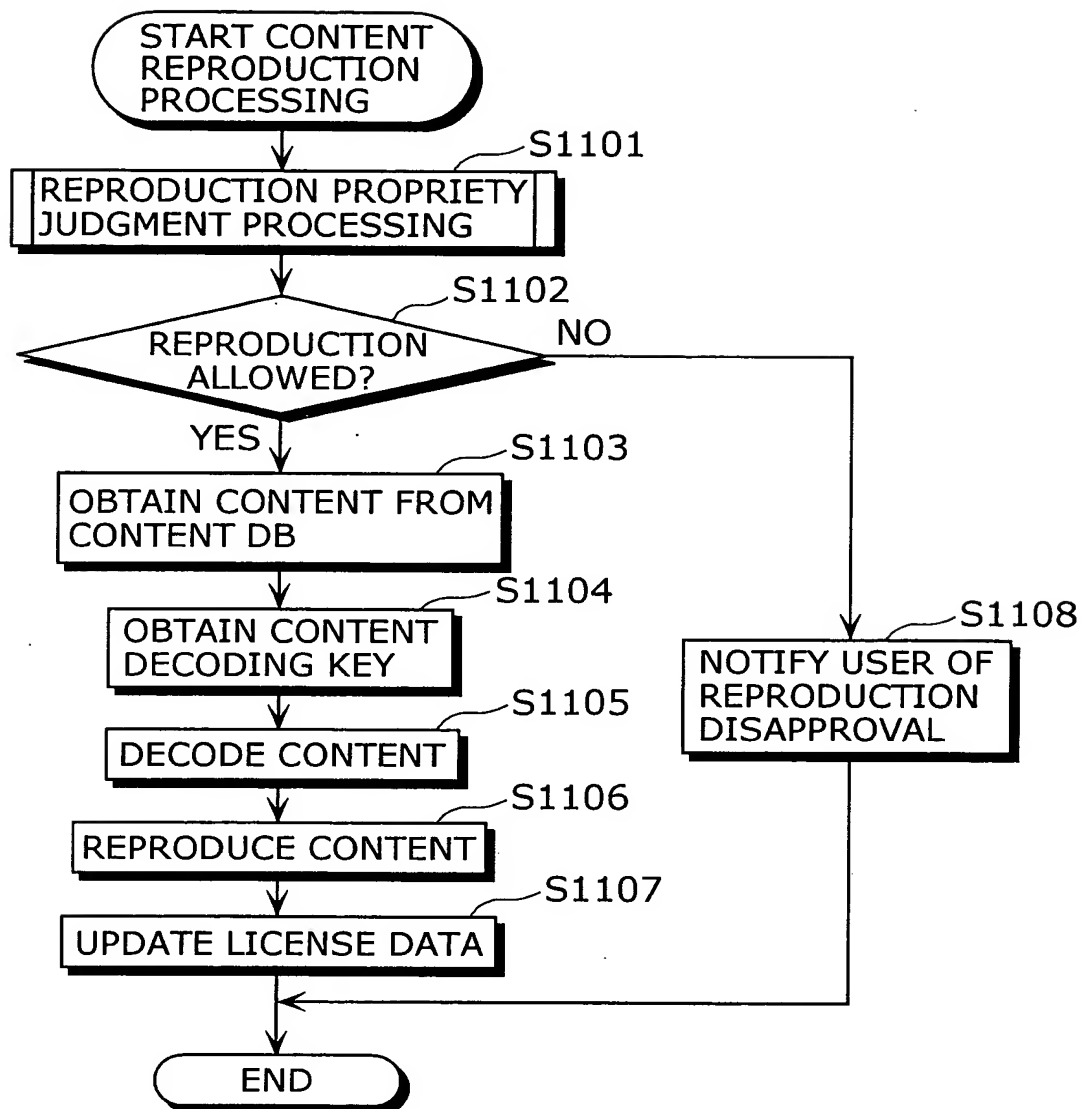 START CONTENT
REPRODUCTION
PROCESSING
S1101
REPRODUCTION PROPRIETY
JUDGMENT PROCESSING
S1102
REPRODUCTION
ALLOWED?
NO
YES
S1103
OBTAIN CONTENT FROM
CONTENT DB
S1104
OBTAIN CONTENT
DECODING KEY
S1108
NOTIFY USER OF
REPRODUCTION
DISAPPROVAL
S1105
DECODE CONTENT
S1106
REPRODUCE CONTENT
S1107
UPDATE LICENSE DATA
END